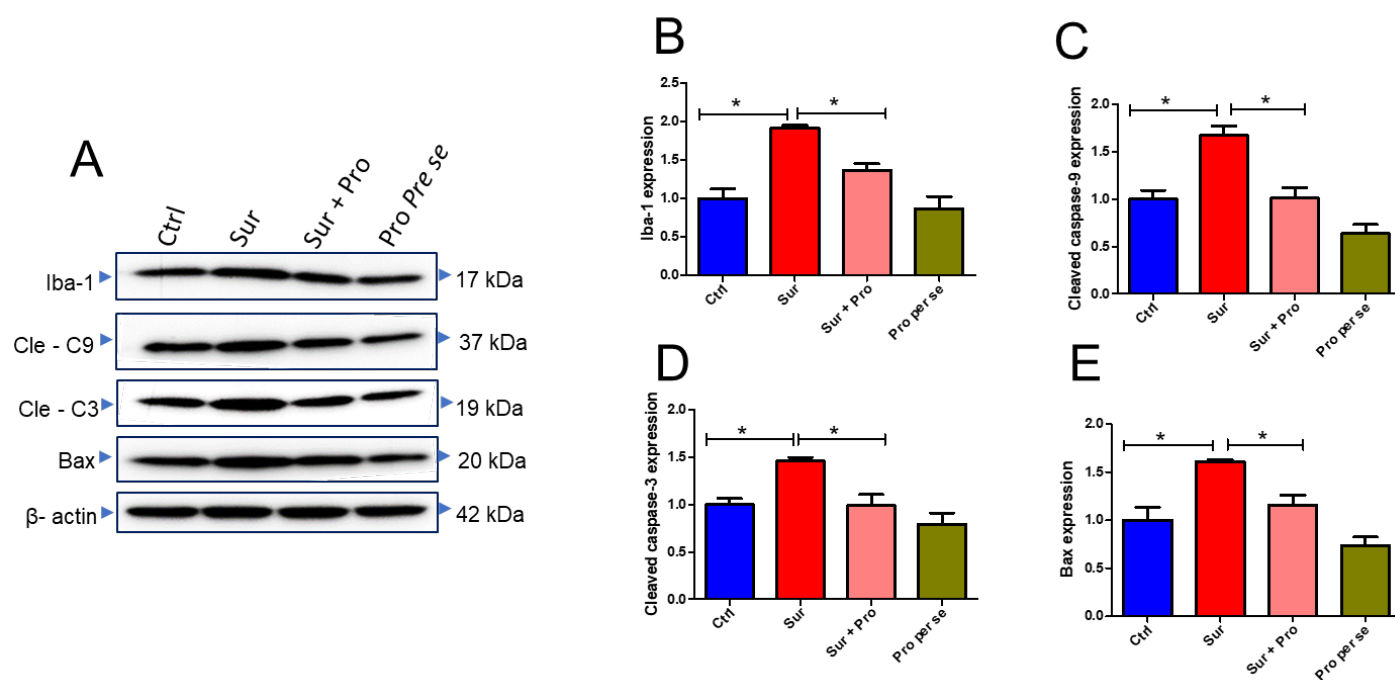 A
Ctrl
Sur
Sur + Pro
Pro Pre se
Iba-1
17 kDa
Cle - C9
37 kDa
Cle - C3
19 kDa
Bax
20 kDa
β- actin
42 kDa
B
Iba-1 expression
2.5
2.0
1.5
1.0
0.5
0.0
*
*
Ctrl
Sur
Sur + Pro
Pro per se
C
Cleaved caspase-9 expression
2.0
1.5
1.0
0.5
0.0
*
*
Ctrl
Sur
Sur + Pro
Pro per se
D
Cleaved caspase-3 expression
2.0
1.5
1.0
0.5
0.0
*
*
Ctrl
Sur
Sur + Pro
Pro per se
E
Bax expression
2.0
1.5
1.0
0.5
0.0
*
*
Ctrl
Sur
Sur + Pro
Pro per se